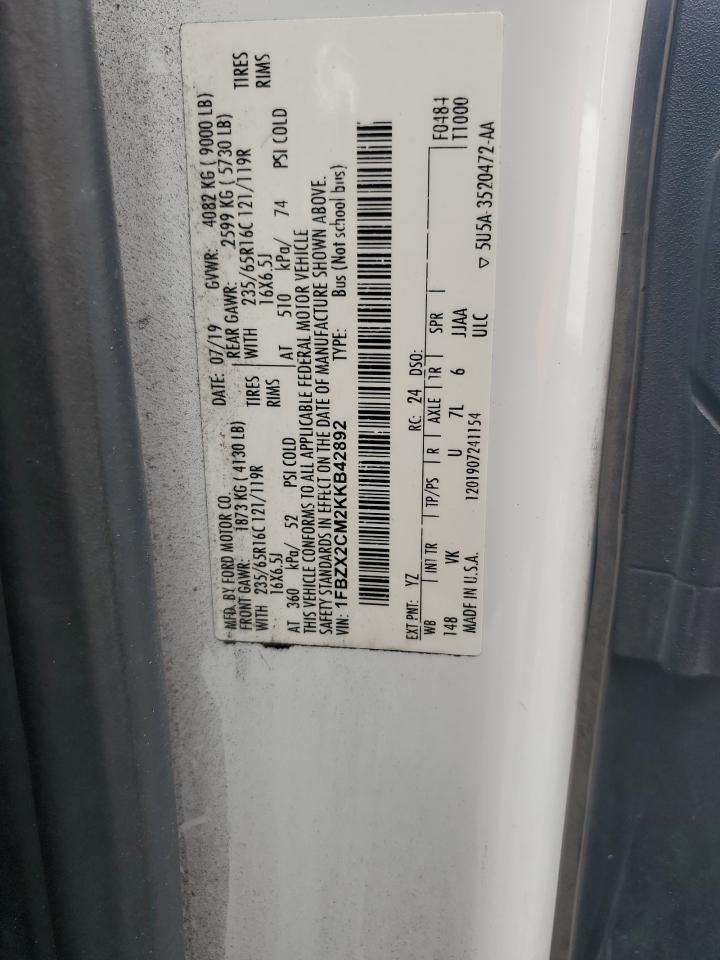 MFD. BY FORD MOTOR CO. DATE: 07/19 GVWR: 4082 KG ( 9000 LB)
FRONT GAWR: 1873 KG ( 4130 LB) REAR GAWR: 2599 KG ( 5730 LB)
WITH 235/65R16C 121/119R TIRES WITH 235/65R16C 121/119R TIRES
16X6.5J RIMS 16X6.5J RIMS
AT 360 kPa/ 52 PSI COLD AT 510 kPa/ 74 PSI COLD
THIS VEHICLE CONFORMS TO ALL APPLICABLE FEDERAL MOTOR VEHICLE
SAFETY STANDARDS IN EFFECT ON THE DATE OF MANUFACTURE SHOWN ABOVE.
VIN: 1FBZX2CM2KKB42892 TYPE: Bus (Not school bus)
EXT PNT: YZ RC: 24 DSO: F0484
WB INT TR TP/PS R AXLE TR SPR T1000
148 VK U 7L 6 JJAA
MADE IN U.S.A. 1201907241154 ULC
▽ 5U5A-3520472-AA